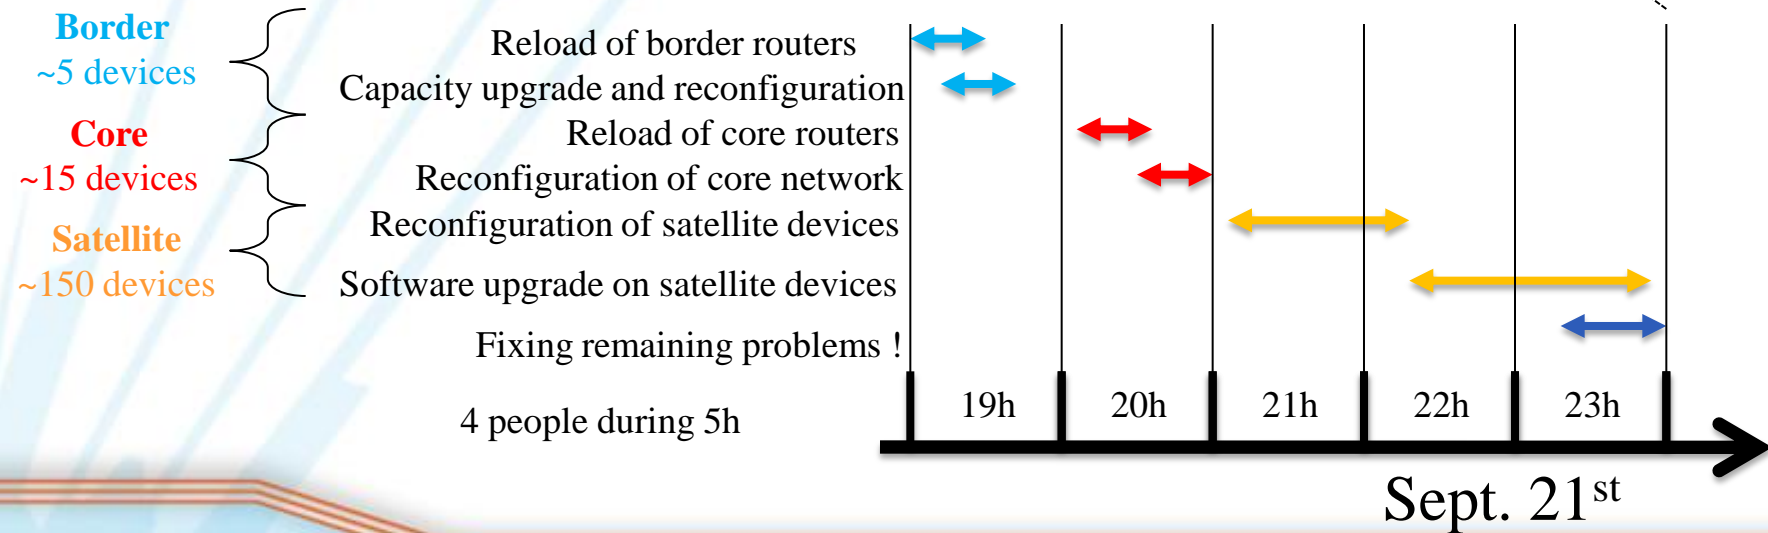 Border
~5 devices
Core
~15 devices
Satellite
~150 devices
Reload of border routers
Capacity upgrade and reconfiguration
Reload of core routers
Reconfiguration of core network
Reconfiguration of satellite devices
Software upgrade on satellite devices
Fixing remaining problems !
4 people during 5h
19h 20h 21h 22h 23h
Sept. 21st